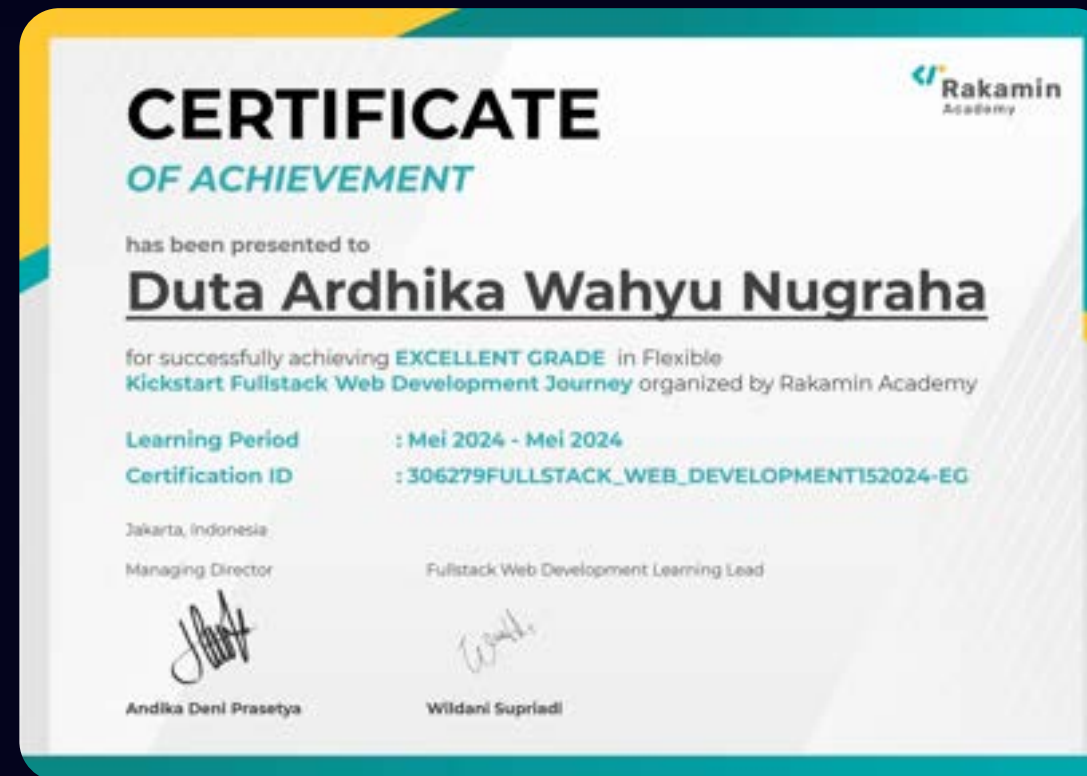 Rakamin
Academy
CERTIFICATE
OF ACHIEVEMENT
has been presented to
Duta Ardhika Wahyu Nugraha
for successfully achieving EXCELLENT GRADE in Flexible
Kickstart Fullstack Web Development Journey organized by Rakamin Academy
Learning Period : Mei 2024 - Mei 2024
Certification ID : 306279FULLSTACK_WEB_DEVELOPMENT152024-EG
Jakarta, Indonesia
Managing Director Fullstack Web Development Learning Lead
Andika Deni Prasetya Wildani Supriadi